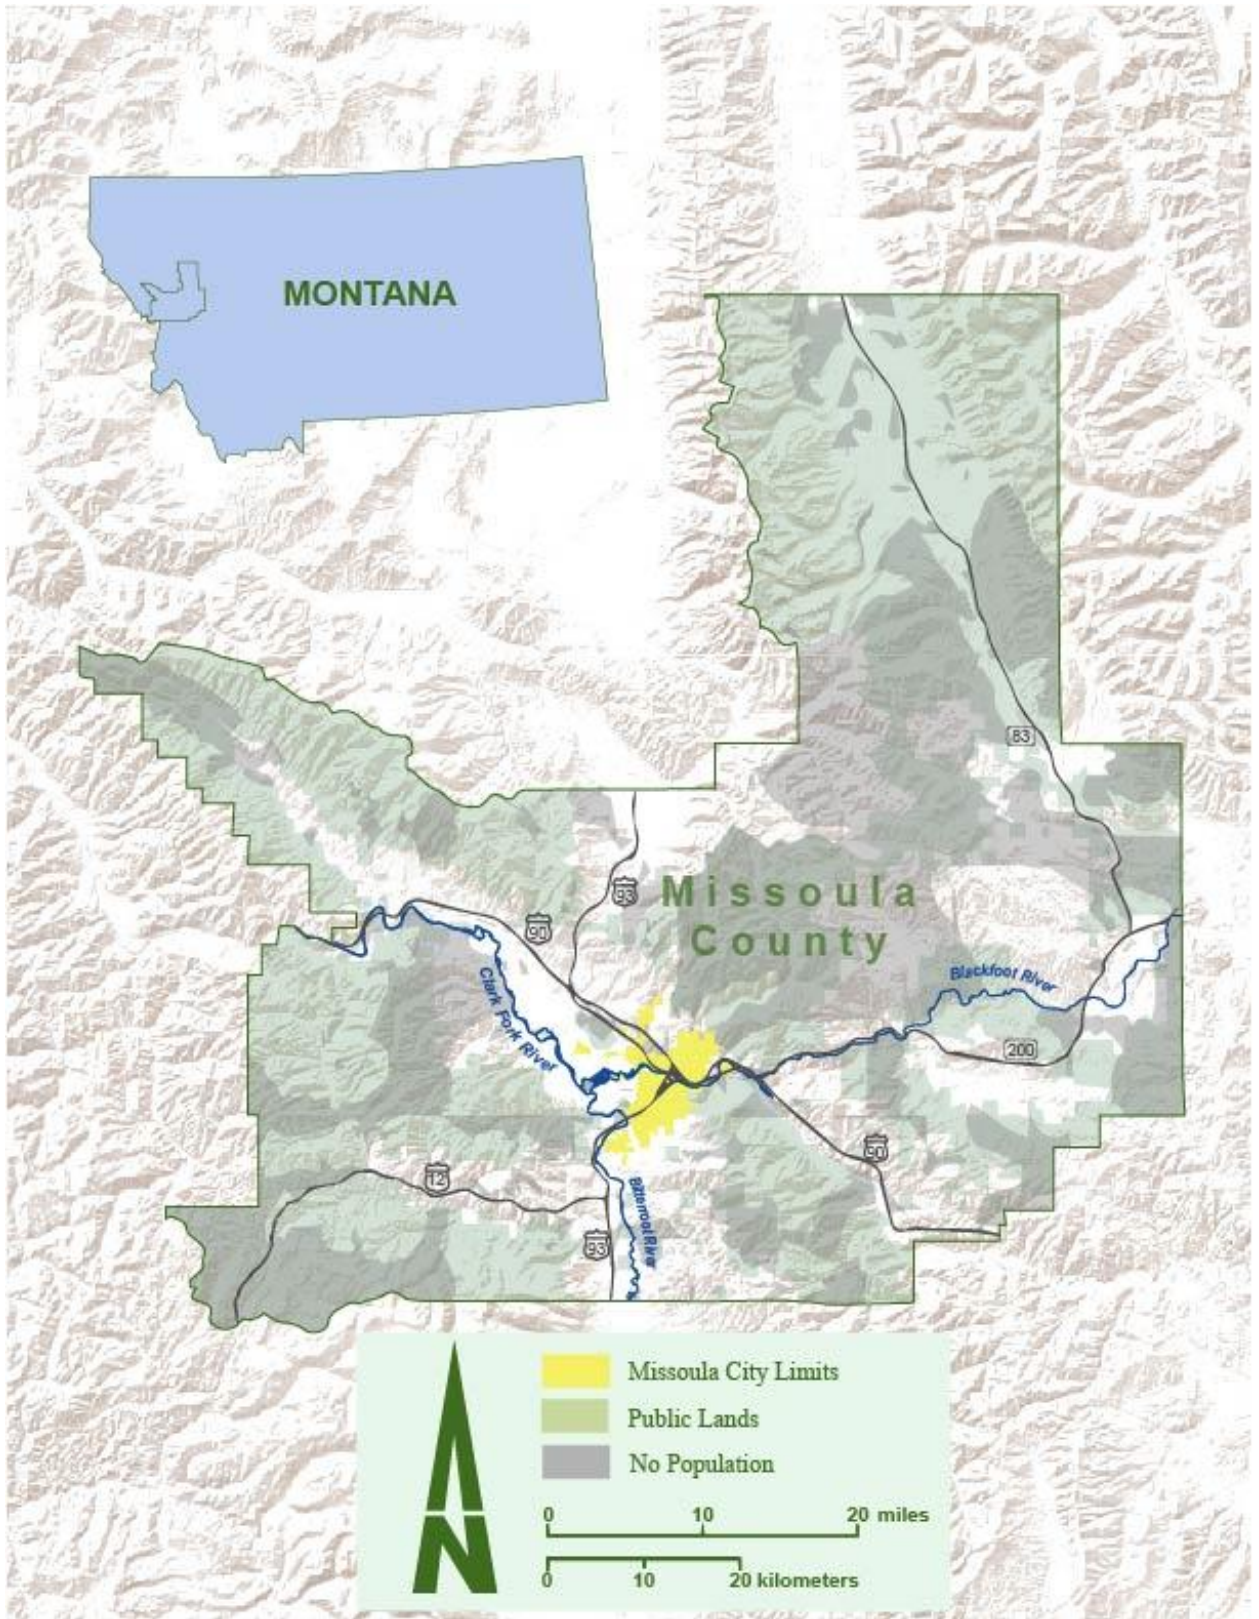 MONTANA
83
93
Missoula
County
90
Blackfoot River
Clark Fork River
200
90
12
Bitterroot River
93
Missoula City Limits
Public Lands
No Population
0 10 20 miles
0 10 20 kilometers
N